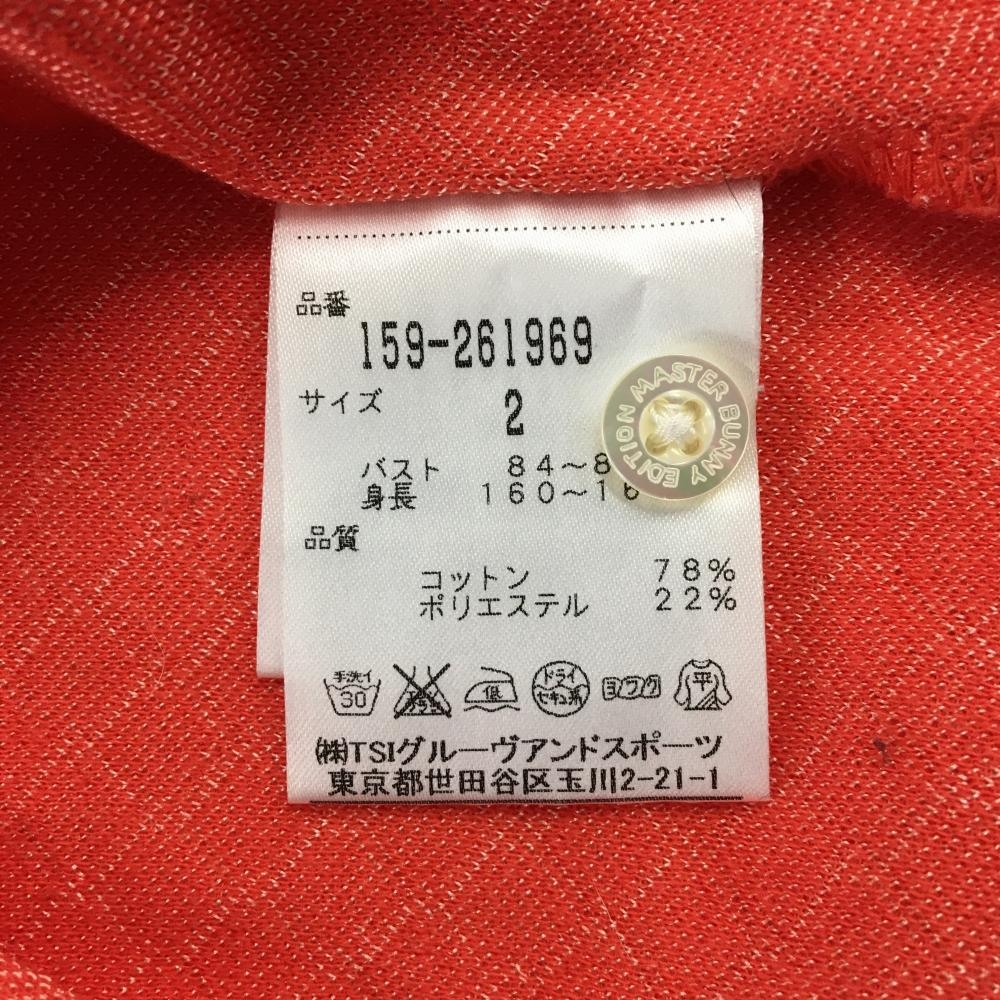 品番
159-261969
サイズ 2
バスト 84～8
身長 160～16
品質
コットン 78%
ポリエステル 22%
手洗イ 30 低 ドライ セキユ系 ヨワク 平
㈱TSIグルーヴアンドスポーツ
東京都世田谷区玉川2-21-1
MASTER BUNNY EDITION